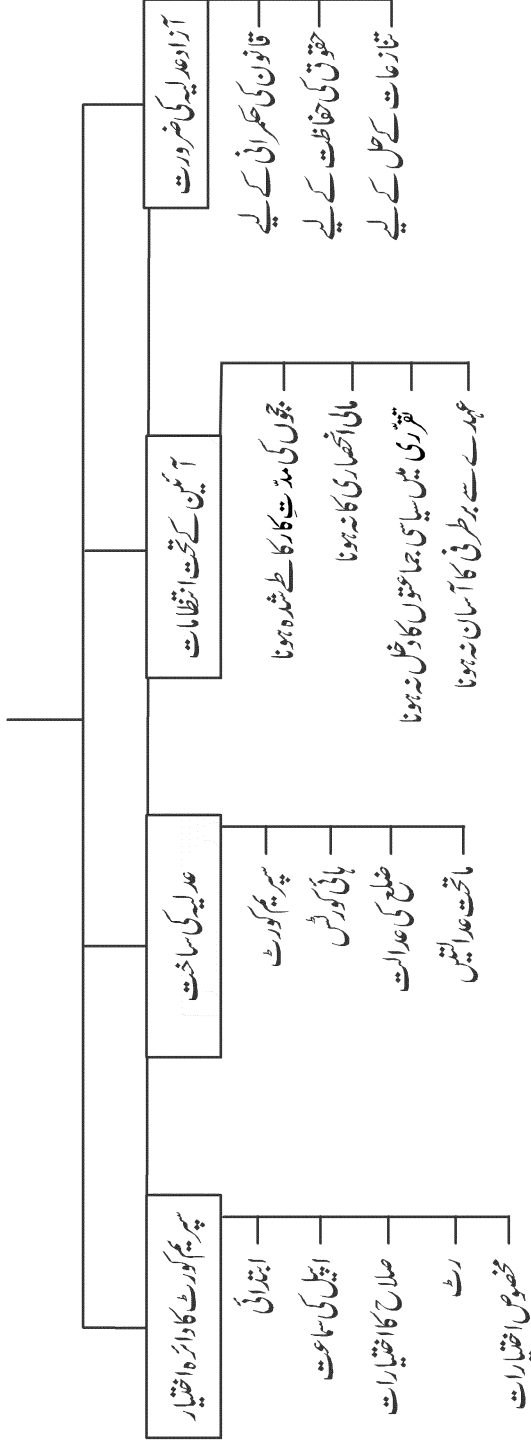 آزاد عدلیہ کی ضرورت
قانون کی حکمرانی کے لیے
حقوق کی حفاظت کے لیے
تنازعات کے حل کے لیے
آئین کے تحت انتظامات
ججوں کی مدّتِ کار کا طے شدہ ہونا
مالی انحصاری کا نہ ہونا
تقرّری میں سیاسی جماعتوں کا دخل نہ ہونا
عہدے سے برطرفی کا آسان نہ ہونا
عدلیہ کی ساخت
سپریم کورٹ
ہائی کورٹس
ضلع کی عدالت
ماتحت عدالتیں
سپریم کورٹ کا دائرہ اختیار
ابتدائی
اپیل کی سماعت
صلاح کا اختیارات
رٹ
مخصوص اختیارات